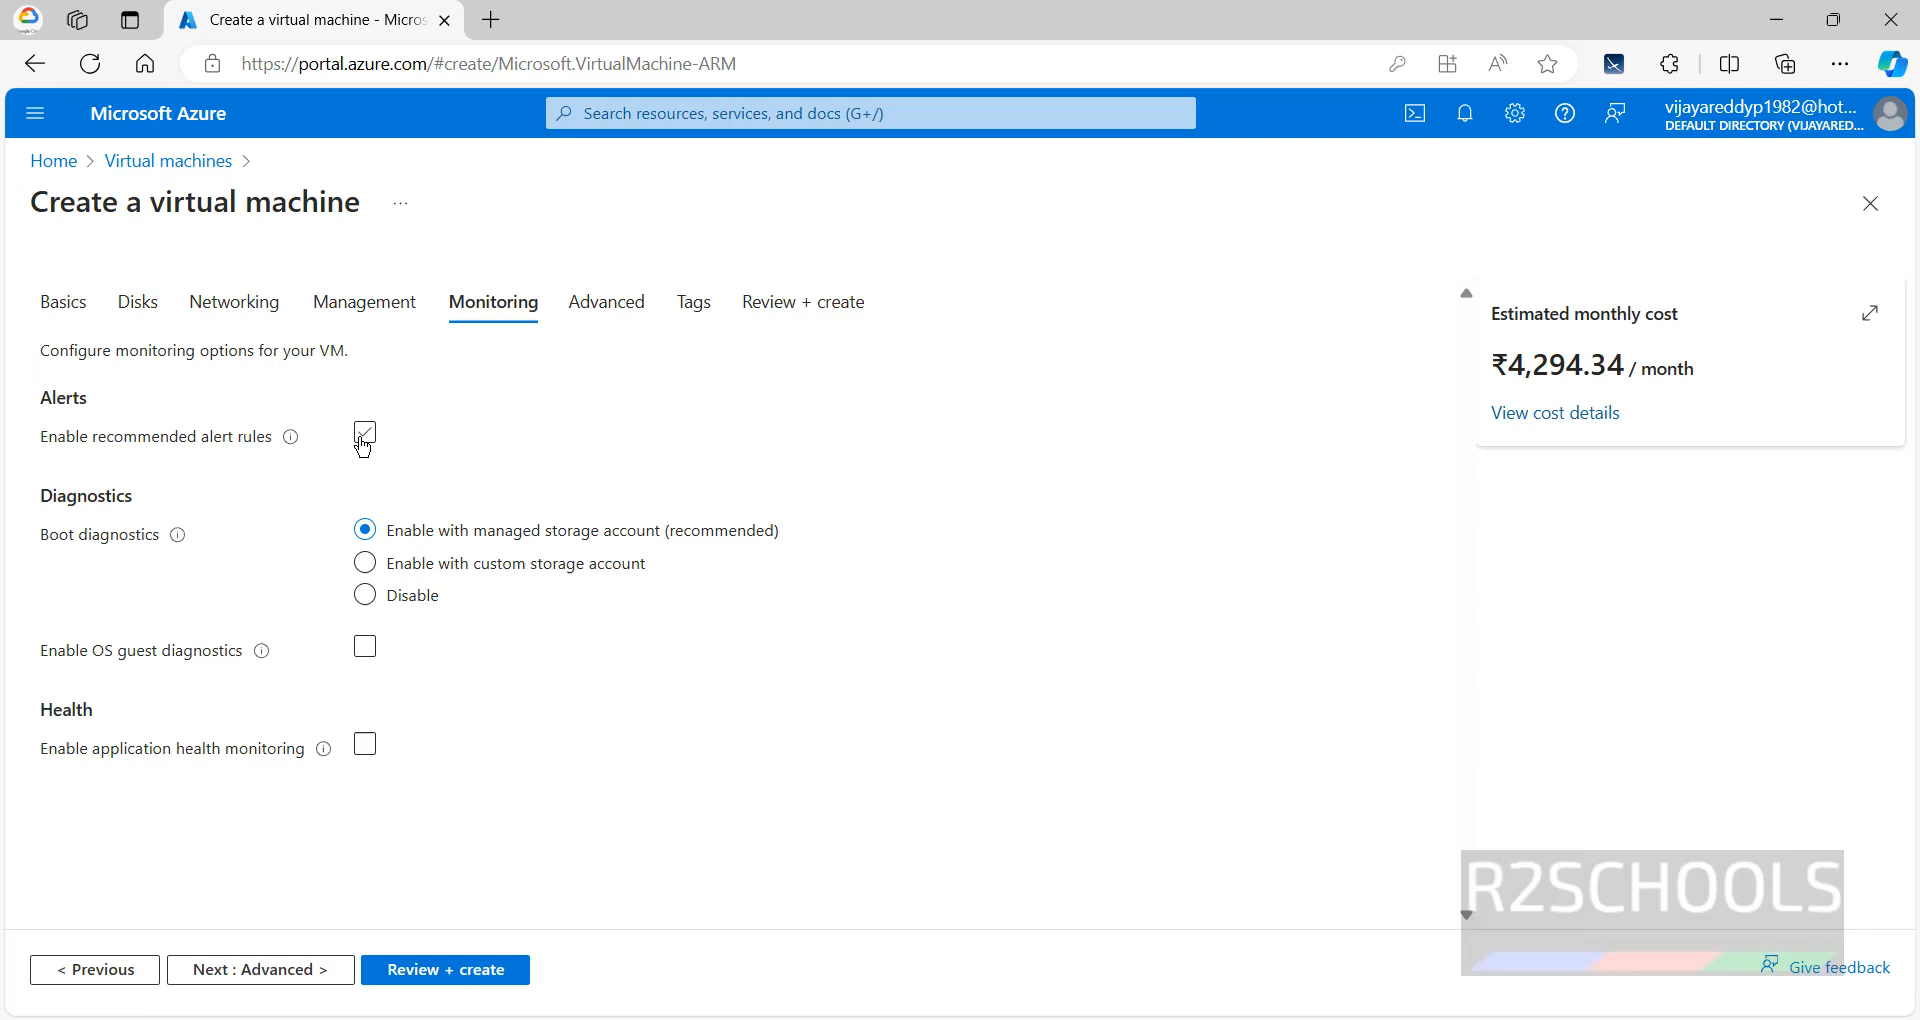 Create a virtual machine - Micros
https://portal.azure.com/#create/Microsoft.VirtualMachine-ARM
Microsoft Azure
Search resources, services, and docs (G+/)
vijayareddyp1982@hot...
DEFAULT DIRECTORY (VIJAYARED...
Home > Virtual machines >
Create a virtual machine ...
Basics Disks Networking Management Monitoring Advanced Tags Review + create
Configure monitoring options for your VM.
Alerts
Enable recommended alert rules
Diagnostics
Boot diagnostics
Enable with managed storage account (recommended)
Enable with custom storage account
Disable
Enable OS guest diagnostics
Health
Enable application health monitoring
Estimated monthly cost
₹4,294.34 / month
View cost details
R2SCHOOLS
< Previous
Next : Advanced >
Review + create
Give feedback